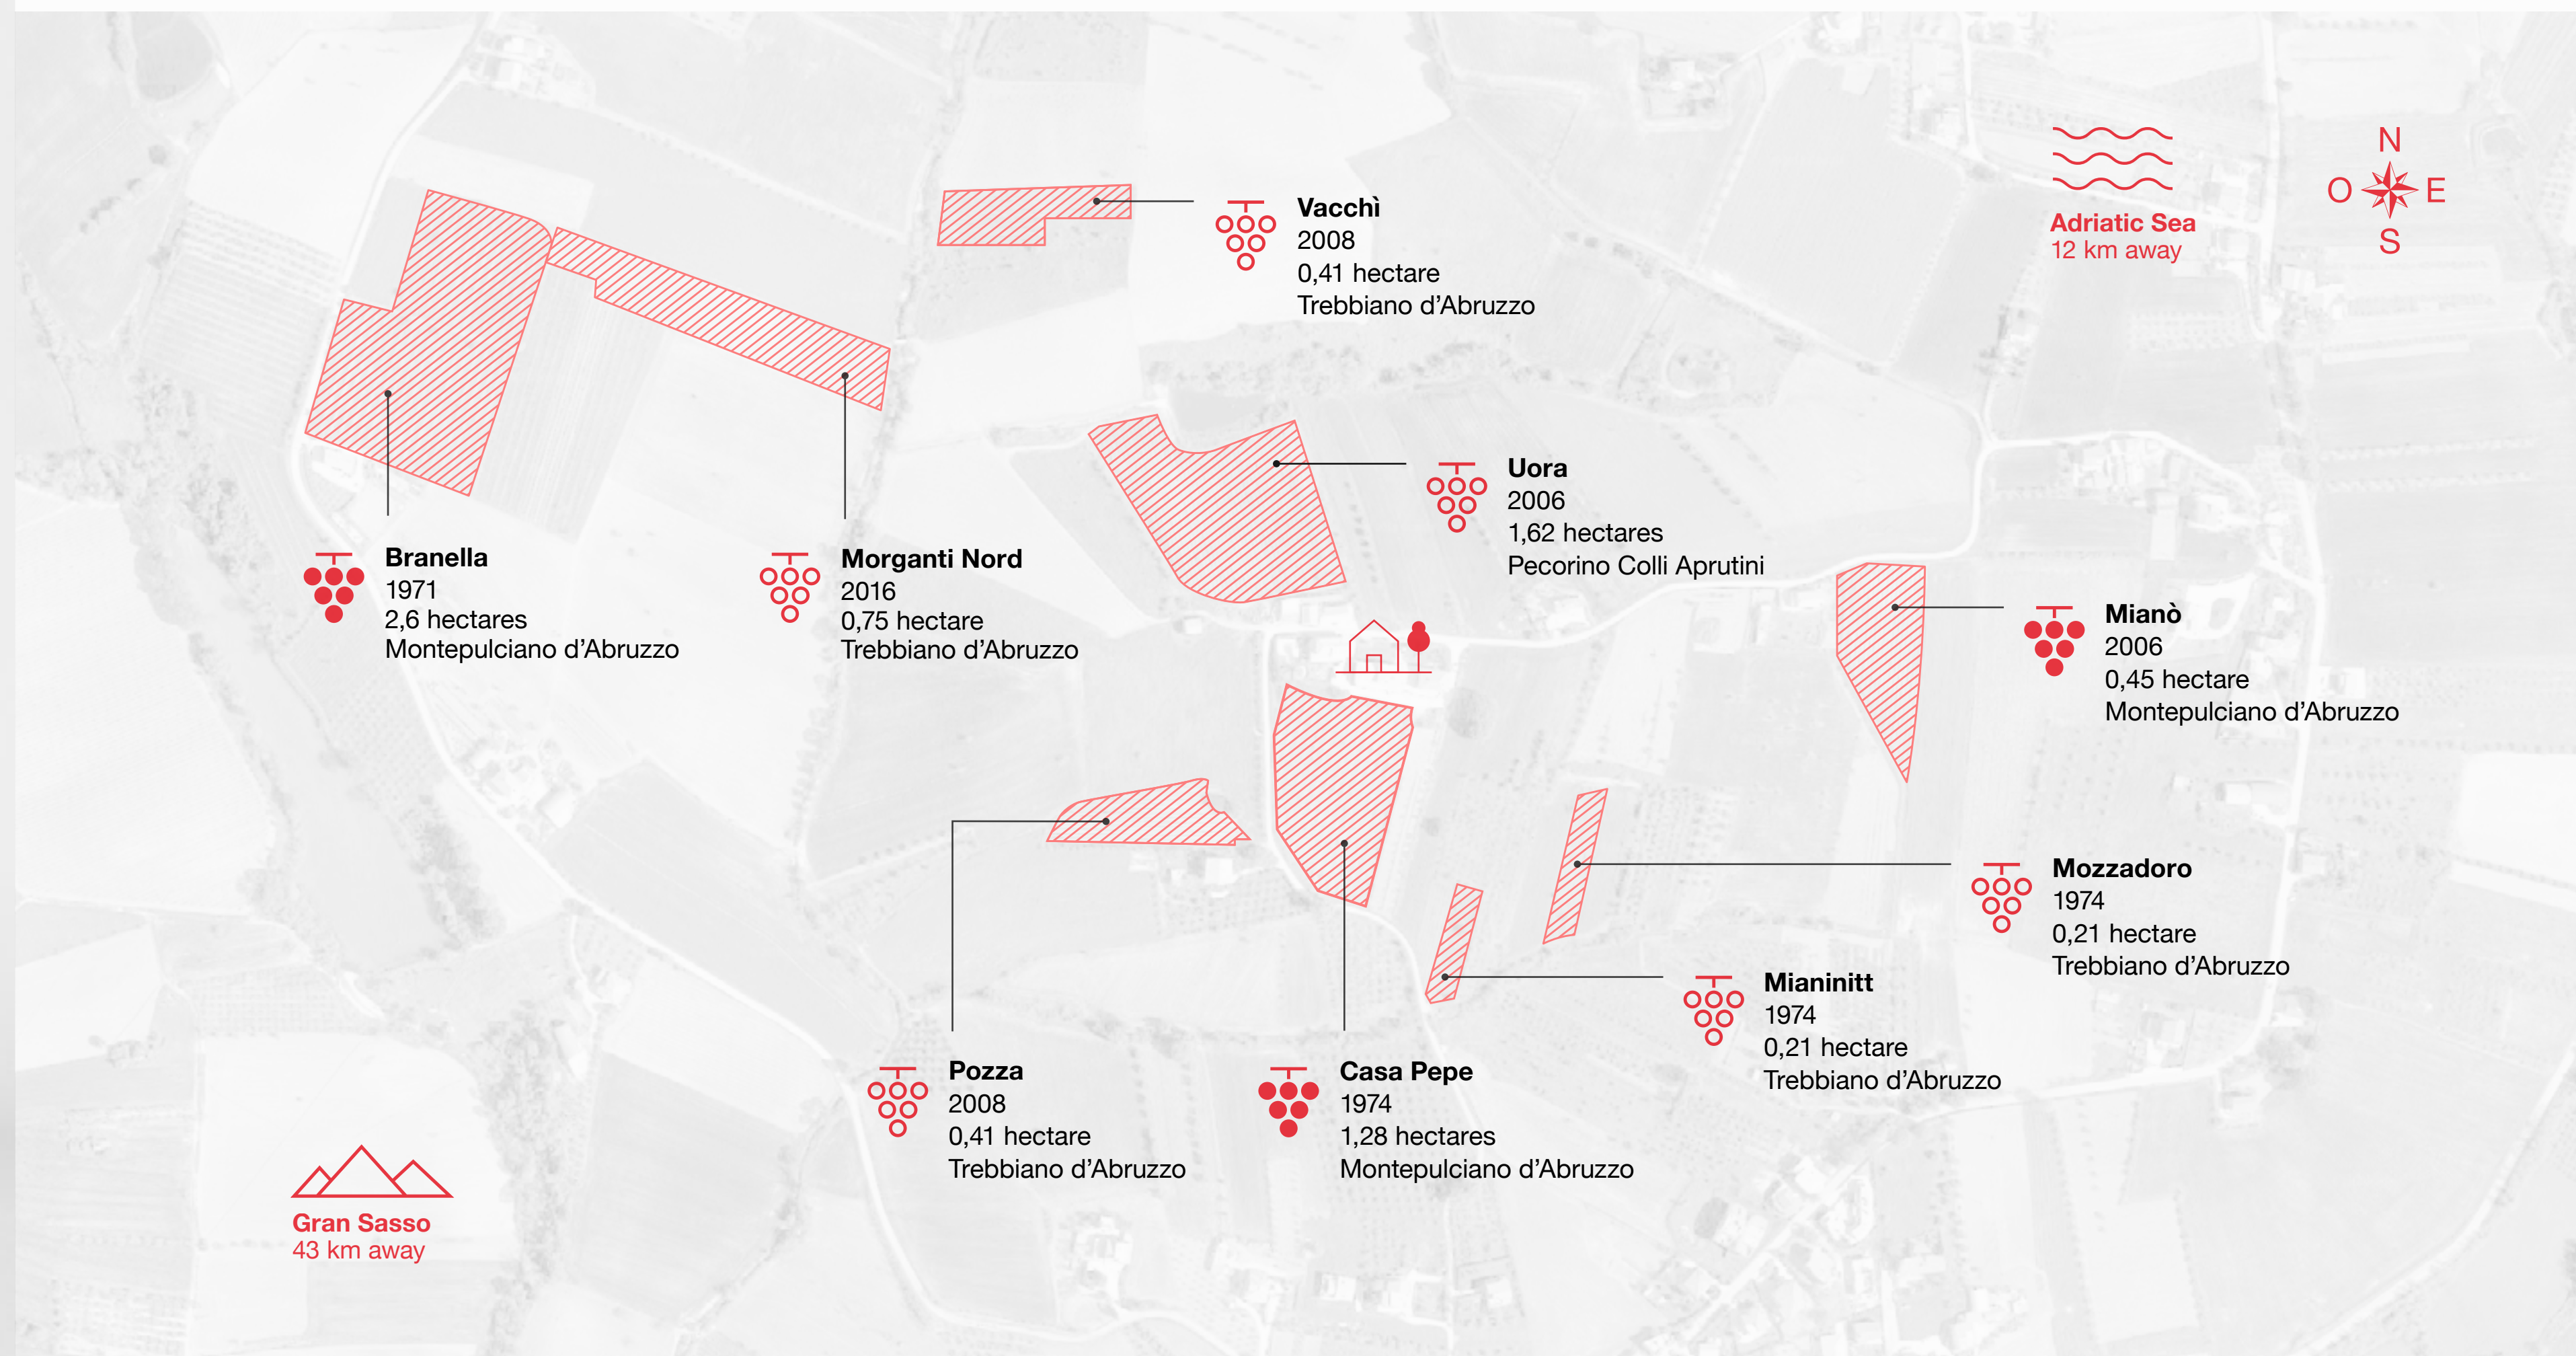 N
O E
S
Adriatic Sea
12 km away
Vacchì
2008
0,41 hectare
Trebbiano d’Abruzzo
Uora
2006
1,62 hectares
Pecorino Colli Aprutini
Branella
1971
2,6 hectares
Montepulciano d’Abruzzo
Morganti Nord
2016
0,75 hectare
Trebbiano d’Abruzzo
Mianò
2006
0,45 hectare
Montepulciano d’Abruzzo
Mozzadoro
1974
0,21 hectare
Trebbiano d’Abruzzo
Mianinitt
1974
0,21 hectare
Trebbiano d’Abruzzo
Pozza
2008
0,41 hectare
Trebbiano d’Abruzzo
Casa Pepe
1974
1,28 hectares
Montepulciano d’Abruzzo
Gran Sasso
43 km away